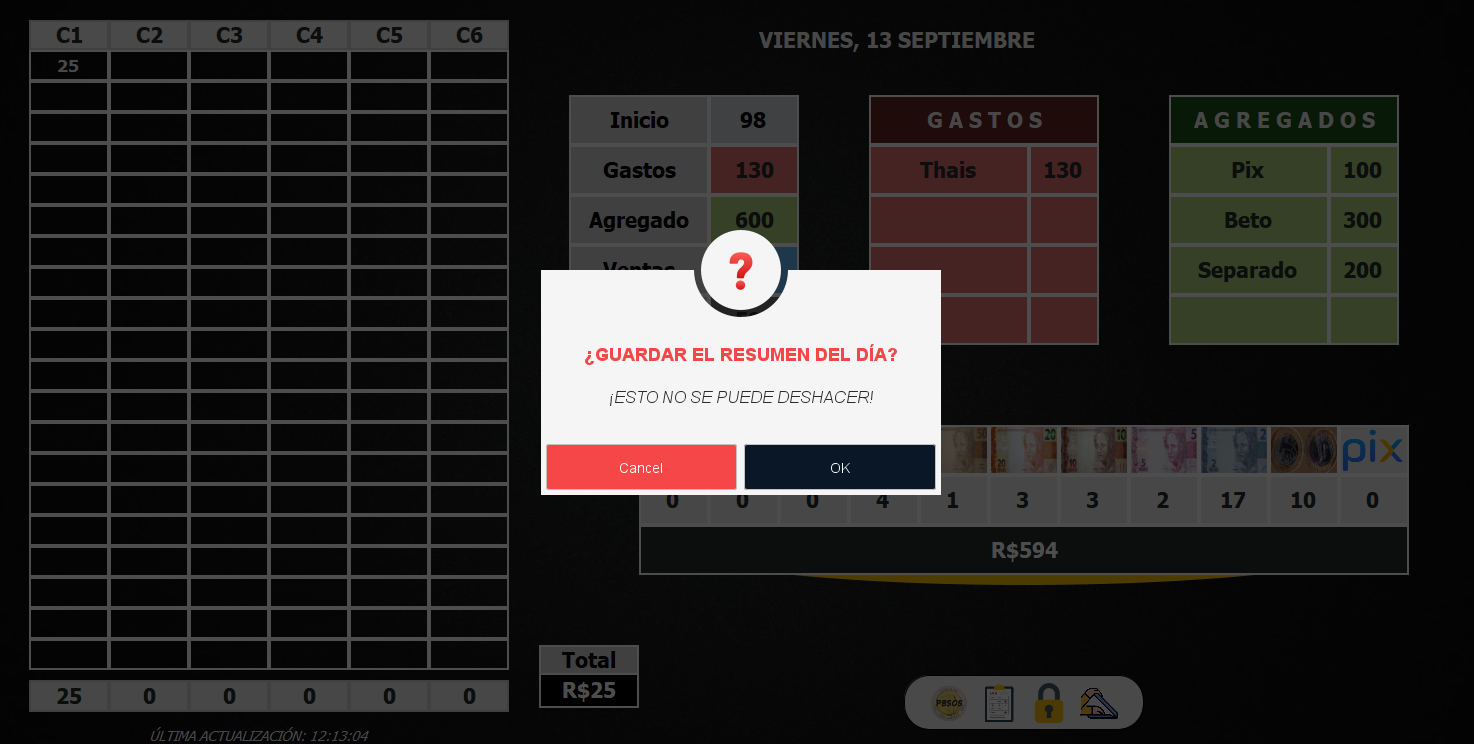 C1 C2 C3 C4 C5 C6
25
25 0 0 0 0 0
ÚLTIMA ACTUALIZACIÓN: 12:13:04
VIERNES, 13 SEPTIEMBRE
Inicio 98
Gastos 130
Agregado 600
Ventas
GASTOS
Thais 130
AGREGADOS
Pix 100
Beto 300
Separado 200
?
¿GUARDAR EL RESUMEN DEL DÍA?
¡ESTO NO SE PUEDE DESHACER!
Cancel OK
20 10 5 2 pix
0 0 0 4 1 3 3 2 17 10 0
R$594
Total
R$25
PBSOS